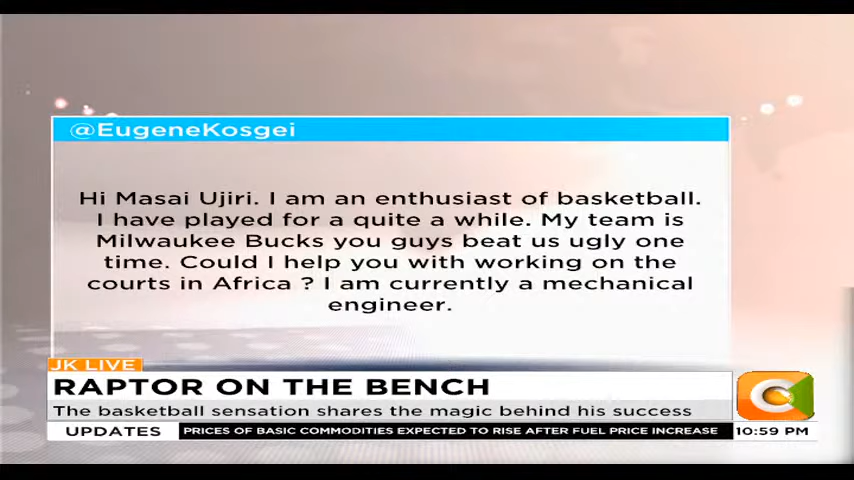 @EugeneKosgei
Hi Masai Ujiri. I am an enthusiast of basketball.
I have played for a quite a while. My team is
Milwaukee Bucks you guys beat us ugly one
time. Could I help you with working on the
courts in Africa ? I am currently a mechanical
engineer.
JK LIVE
RAPTOR ON THE BENCH
The basketball sensation shares the magic behind his success
UPDATES PRICES OF BASIC COMMODITIES EXPECTED TO RISE AFTER FUEL PRICE INCREASE 10:59 PM